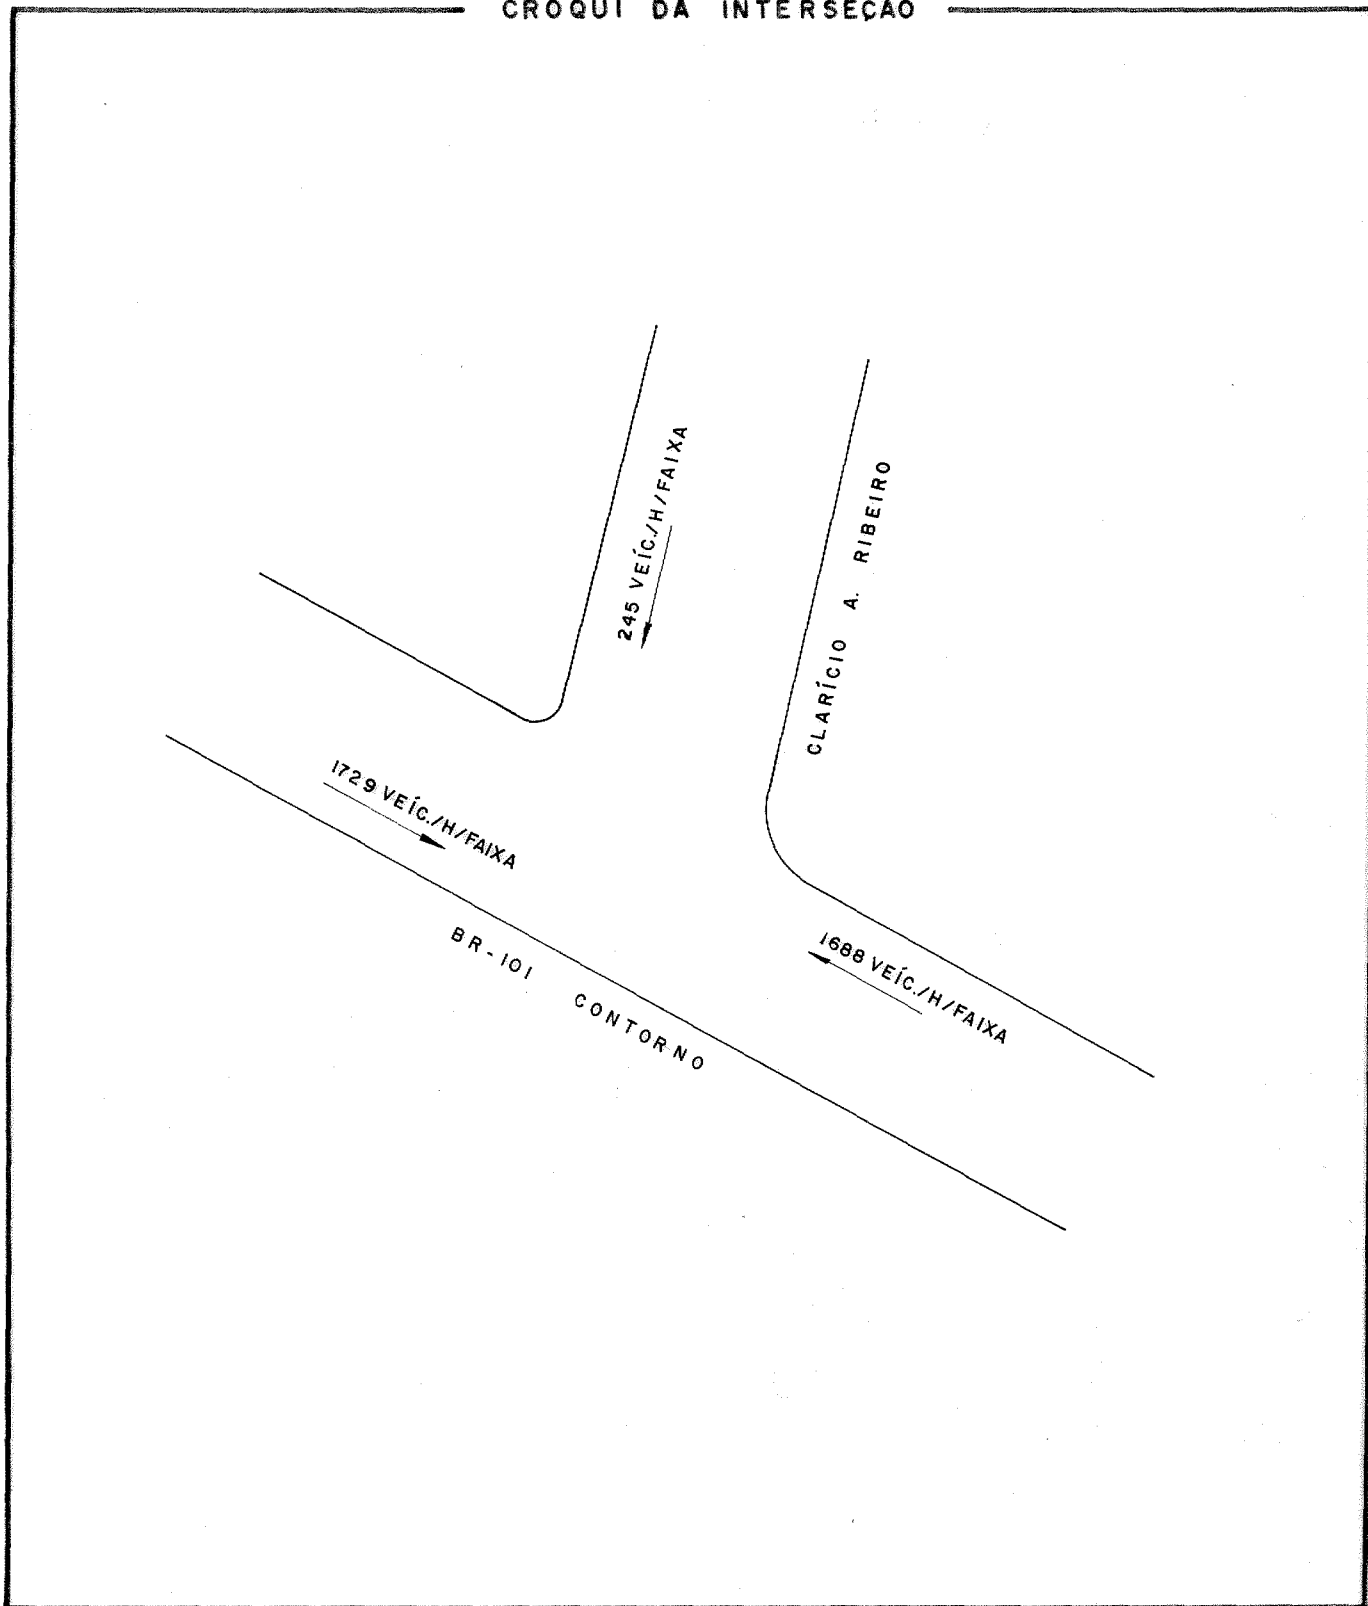 CROQUI DA INTERSEÇÃO
245 VEÍC./H/FAIXA
CLARÍCIO A. RIBEIRO
1729 VEÍC./H/FAIXA
BR-101 CONTORNO
1688 VEÍC./H/FAIXA